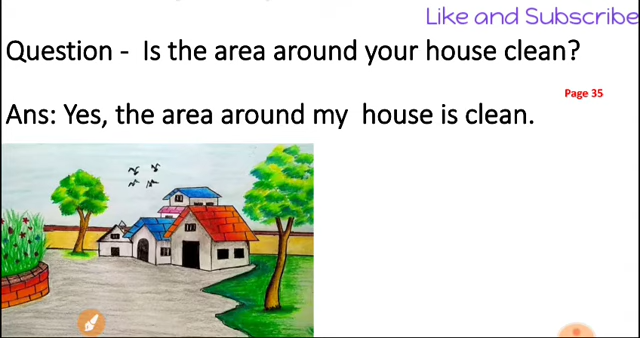 Like and Subscribe
Question - Is the area around your house clean?
Page 35
Ans: Yes, the area around my house is clean.